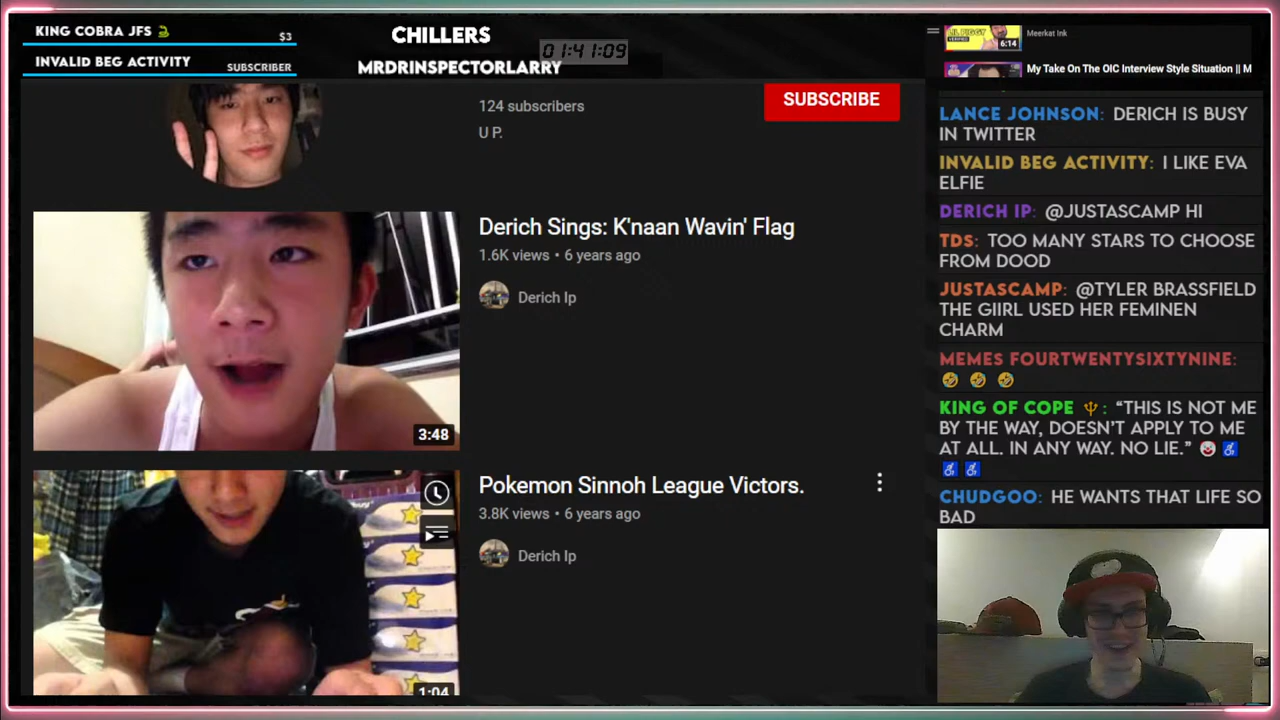 KING COBRA JFS 🐍
$3
INVALID BEG ACTIVITY
SUBSCRIBER
CHILLERS
01:41:09
MRDRINSPECTORLARRY
6:14
Meerkat Ink
My Take On The OIC Interview Style Situation || M
124 subscribers
U P.
SUBSCRIBE
Derich Sings: K'naan Wavin' Flag
1.6K views • 6 years ago
Derich Ip
3:48
Pokemon Sinnoh League Victors.
3.8K views • 6 years ago
Derich Ip
1:04
LANCE JOHNSON: DERICH IS BUSY
IN TWITTER
INVALID BEG ACTIVITY: I LIKE EVA
ELFIE
DERICH IP: @JUSTASCAMP HI
TDS: TOO MANY STARS TO CHOOSE
FROM DOOD
JUSTASCAMP: @TYLER BRASSFIELD
THE GIIRL USED HER FEMINEN
CHARM
MEMES FOURTWENTYSIXTYNINE:
🤣 🤣 🤣
KING OF COPE 🔱 : “THIS IS NOT ME
BY THE WAY, DOESN’T APPLY TO ME
AT ALL. IN ANY WAY. NO LIE.” 🤡 ♿
♿ ♿
CHUDGOO: HE WANTS THAT LIFE SO
BAD